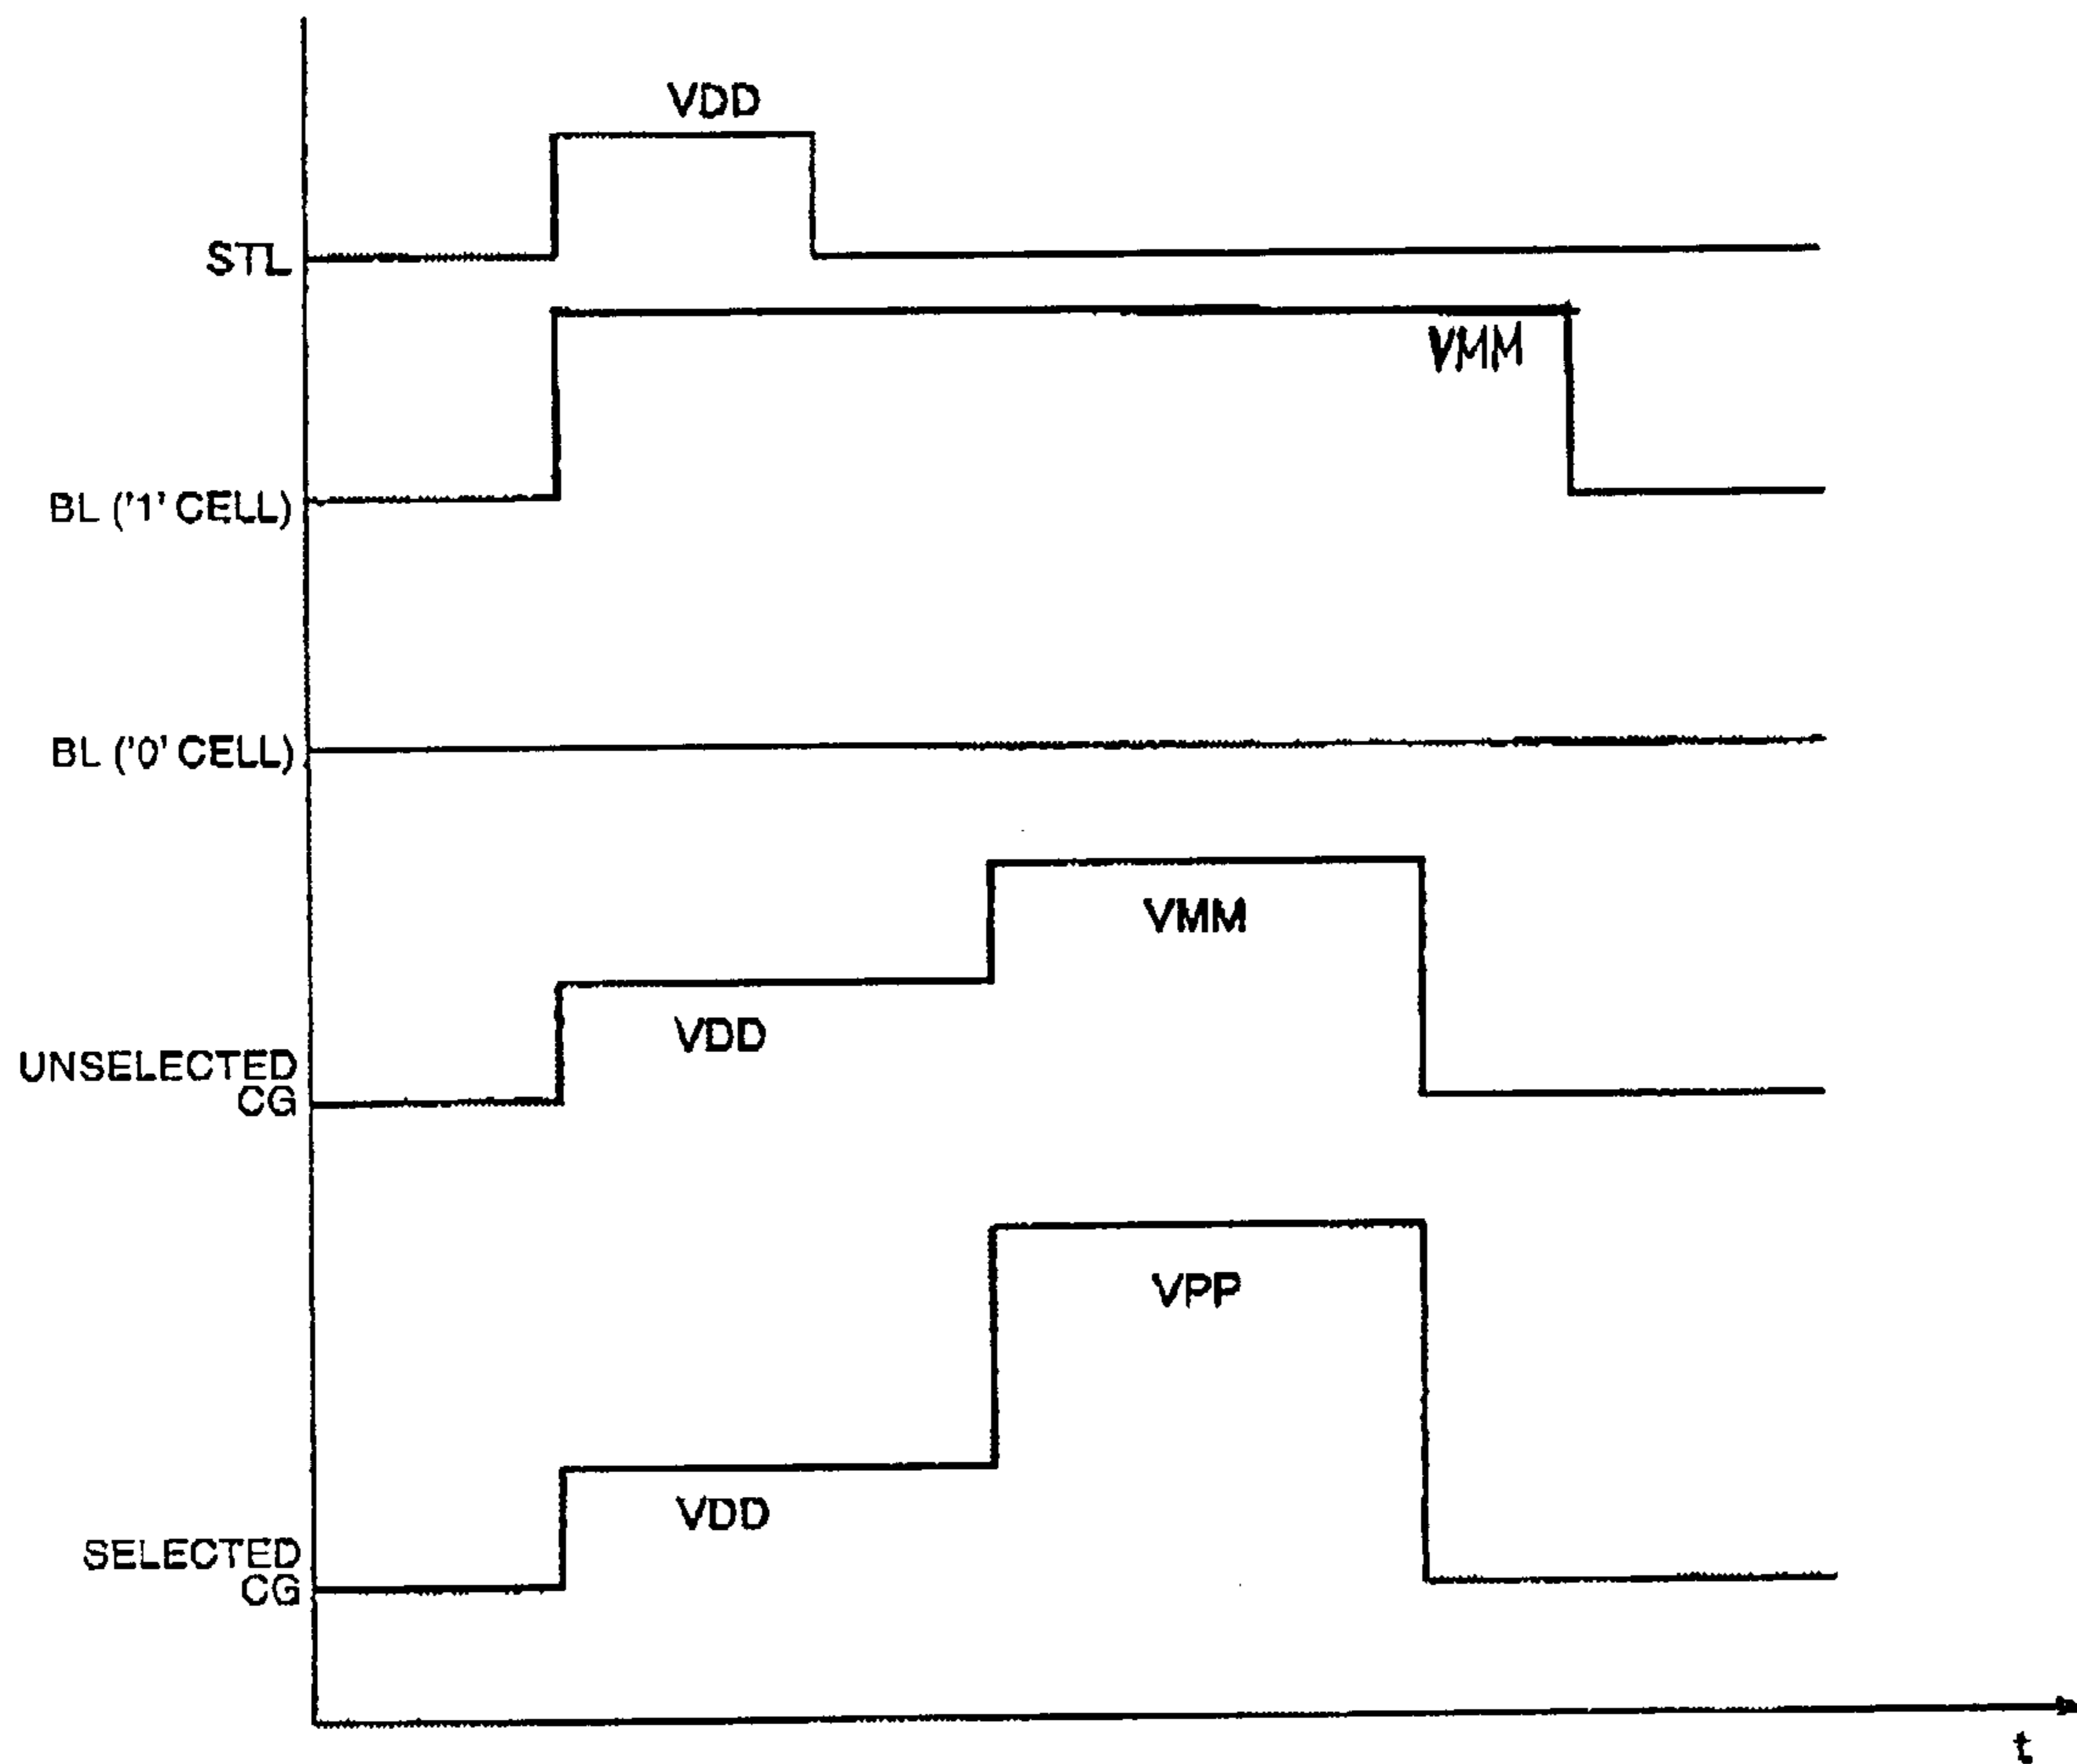 VDD
STL
VMM
BL ('1' CELL)
BL ('0' CELL)
VMM
VDD
UNSELECTED
CG
VPP
VDD
SELECTED
CG
t